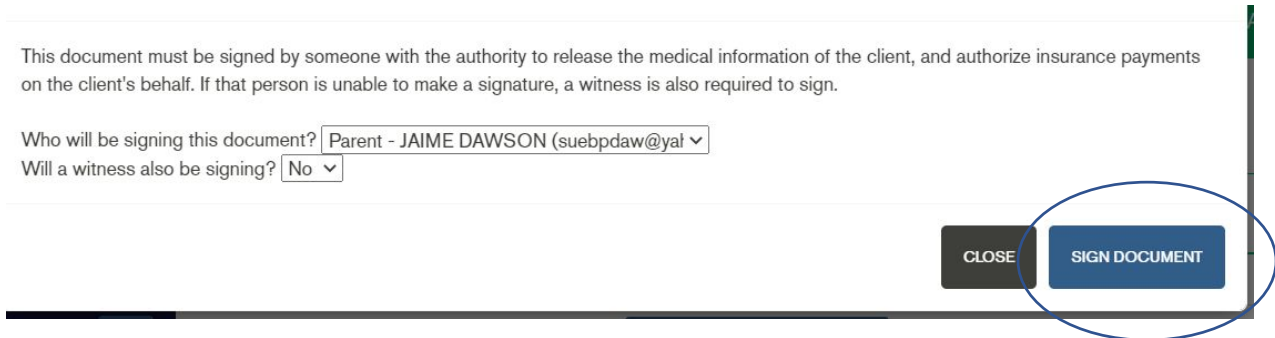 This document must be signed by someone with the authority to release the medical information of the client, and authorize insurance payments
on the client's behalf. If that person is unable to make a signature, a witness is also required to sign.
Who will be signing this document? Parent - JAIME DAWSON (suebpdaw@yah
Will a witness also be signing? No
CLOSE SIGN DOCUMENT